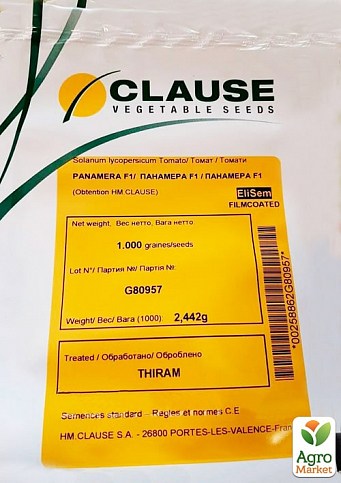 CLAUSE
VEGETABLE SEEDS
Solanum lycopersicum Tomato/ Томат / Томати
PANAMERA F1/ ПАНАМЕРА F1 / ПАНАМЕРА F1
(Obtention HM.CLAUSE)
EliSem
FILMCOATED
Net weight, Вес нетто, Вага нетто
1.000 graines/seeds
Lot N°/ Партия №/ Партія №:
G80957
Weight/ Вес/ Вага (1000): 2,442g
*00258862G80957*
Treated / Обработано/ Оброблено
THIRAM
Semences standard – Règles et normes C.E
HM.CLAUSE S.A. - 26800 PORTES-LES-VALENCE-Fran
Agro
Market